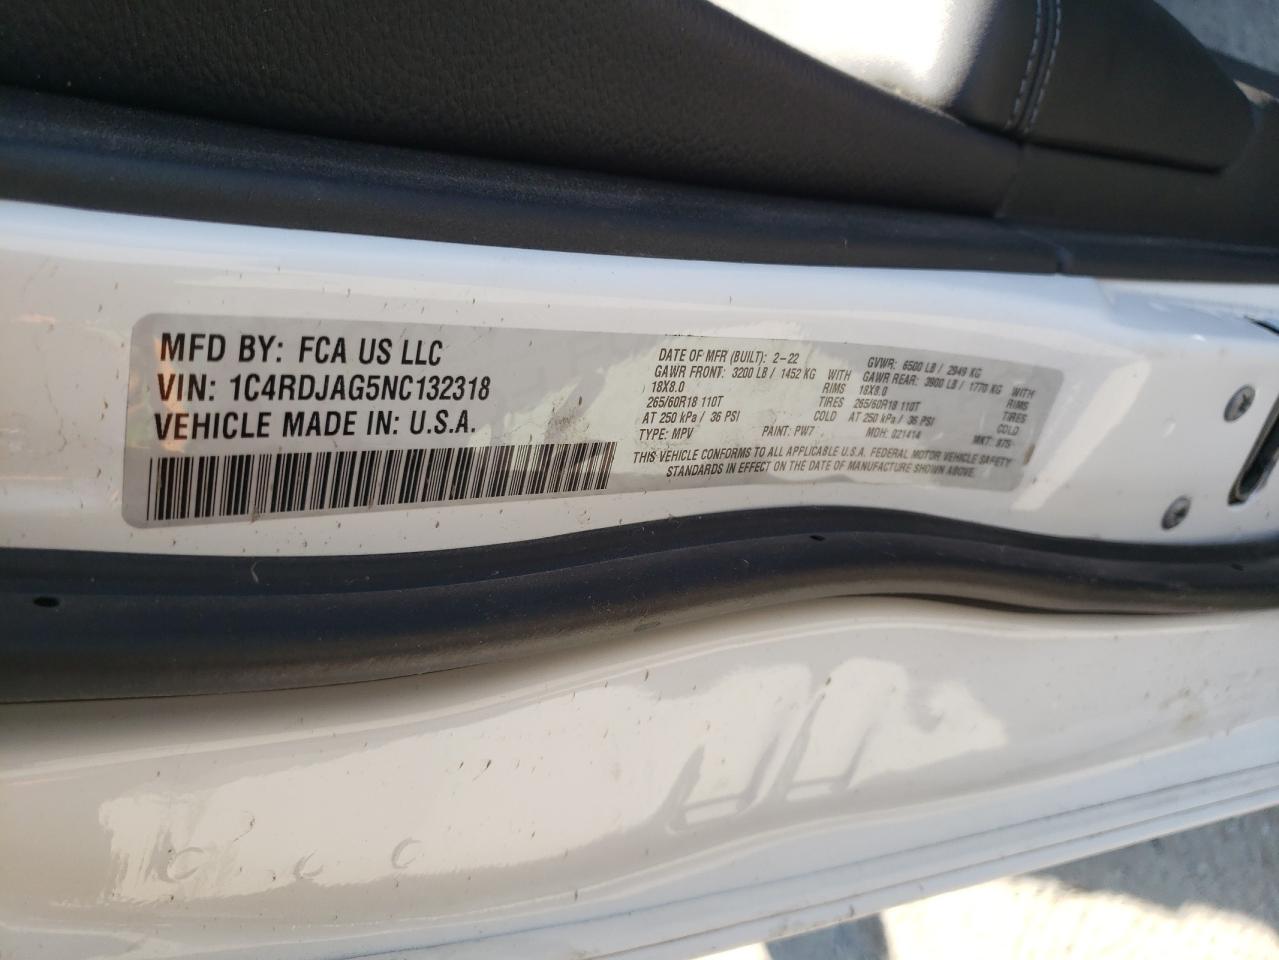 MFD BY: FCA US LLC
VIN: 1C4RDJAG5NC132318
VEHICLE MADE IN: U.S.A.
DATE OF MFR (BUILT): 2-22 GVWR: 6500 LB / 2949 KG
GAWR FRONT: 3200 LB / 1452 KG WITH GAWR REAR: 3900 LB / 1770 KG WITH
18X8.0 RIMS 18X8.0 RIMS
265/60R18 110T TIRES 265/60R18 110T TIRES
AT 250 kPa / 36 PSI COLD AT 250 kPa / 36 PSI COLD
TYPE: MPV PAINT: PW7 MDH: 021414 MKT: 875
THIS VEHICLE CONFORMS TO ALL APPLICABLE U.S.A. FEDERAL MOTOR VEHICLE SAFETY
STANDARDS IN EFFECT ON THE DATE OF MANUFACTURE SHOWN ABOVE.